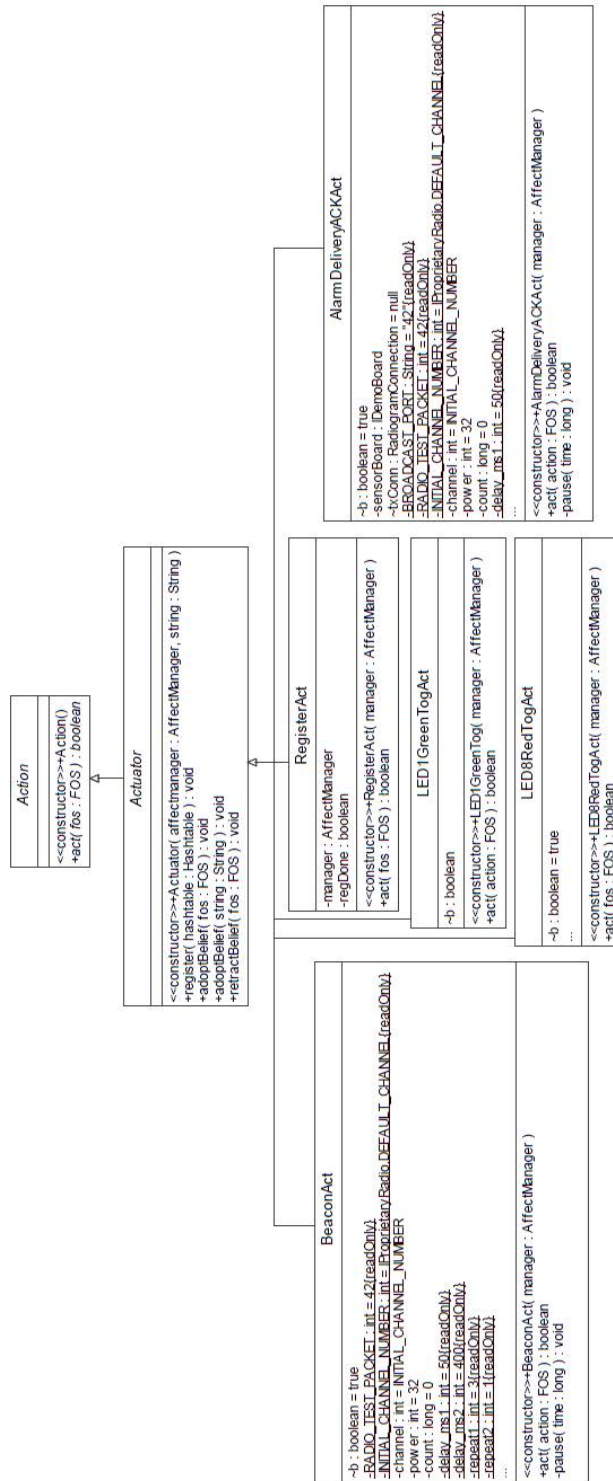 Action
<<constructor>>+Action()
+act( fos : FOS ) : boolean
Actuator
<<constructor>>+Actuator( affectmanager : AffectManager, string : String )
+register( hashtable : Hashtable ) : void
+adoptBelief( fos : FOS ) : void
+adoptBelief( string : String ) : void
+retractBelief( fos : FOS ) : void
BeaconAct
~b : boolean = true
-RADIO_TEST_PACKET : int = 42{readOnly}
-INITIAL_CHANNEL_NUMBER : int = IProprietaryRadio.DEFAULT_CHANNEL{readOnly}
-channel : int = INITIAL_CHANNEL_NUMBER
-power : int = 32
-count : long = 0
-delay_ms1 : int = 50{readOnly}
-delay_ms2 : int = 400{readOnly}
-repeat1 : int = 3{readOnly}
-repeat2 : int = 1{readOnly}
...
<<constructor>>+BeaconAct( manager : AffectManager )
+act( action : FOS ) : boolean
-pause( time : long ) : void
RegisterAct
-manager : AffectManager
-regDone : boolean
<<constructor>>+RegisterAct( manager : AffectManager )
+act( fos : FOS ) : boolean
LED1GreenTogAct
~b : boolean
<<constructor>>+LED1GreenTog( manager : AffectManager )
+act( action : FOS ) : boolean
LED8RedTogAct
~b : boolean = true
...
<<constructor>>+LED8RedTogAct( manager : AffectManager )
+act( fos : FOS ) : boolean
AlarmDeliveryACKAct
~b : boolean = true
-sensorBoard : IDemoBoard
~txConn : RadiogramConnection = null
-BROADCAST_PORT : String = "42"{readOnly}
-RADIO_TEST_PACKET : int = 42{readOnly}
-INITIAL_CHANNEL_NUMBER : int = IProprietaryRadio.DEFAULT_CHANNEL{readOnly}
-channel : int = INITIAL_CHANNEL_NUMBER
-power : int = 32
-count : long = 0
-delay_ms1 : int = 50{readOnly}
...
<<constructor>>+AlarmDeliveryACKAct( manager : AffectManager )
+act( action : FOS ) : boolean
-pause( time : long ) : void